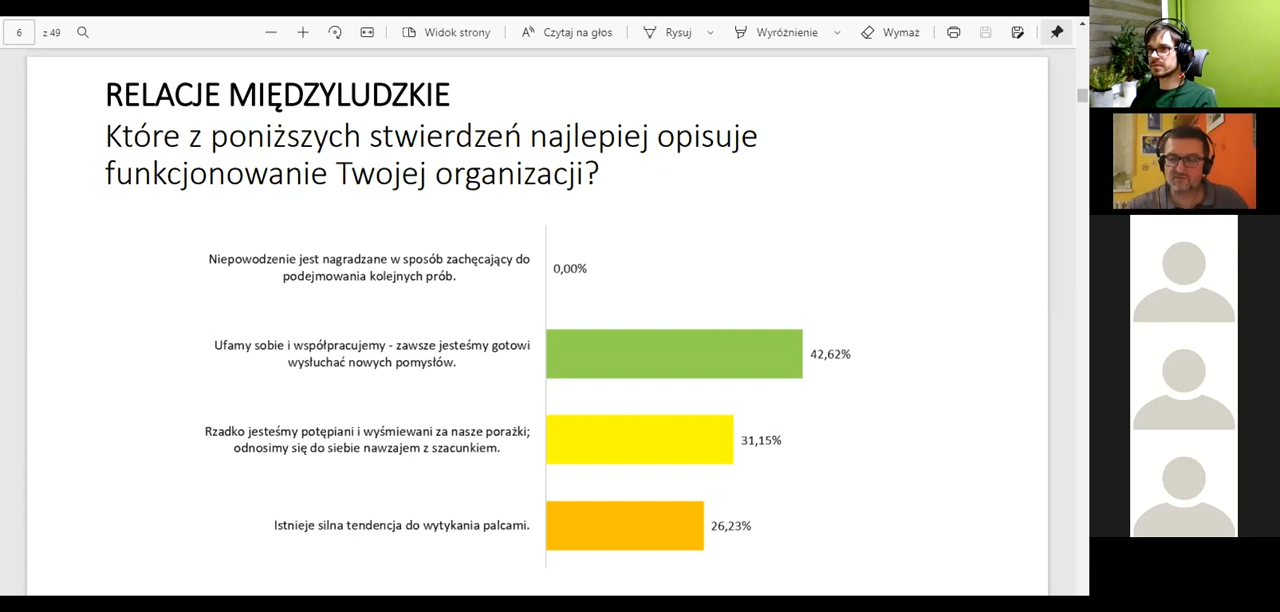 6 z 49 Widok strony Czytaj na głos Rysuj Wyróżnienie Wymaż
RELACJE MIĘDZYLUDZKIE
Które z poniższych stwierdzeń najlepiej opisuje
funkcjonowanie Twojej organizacji?
Niepowodzenie jest nagradzane w sposób zachęcający do
podejmowania kolejnych prób.
0,00%
Ufamy sobie i współpracujemy - zawsze jesteśmy gotowi
wysłuchać nowych pomysłów.
42,62%
Rzadko jesteśmy potępiani i wyśmiewani za nasze porażki;
odnosimy się do siebie nawzajem z szacunkiem.
31,15%
Istnieje silna tendencja do wytykania palcami.
26,23%